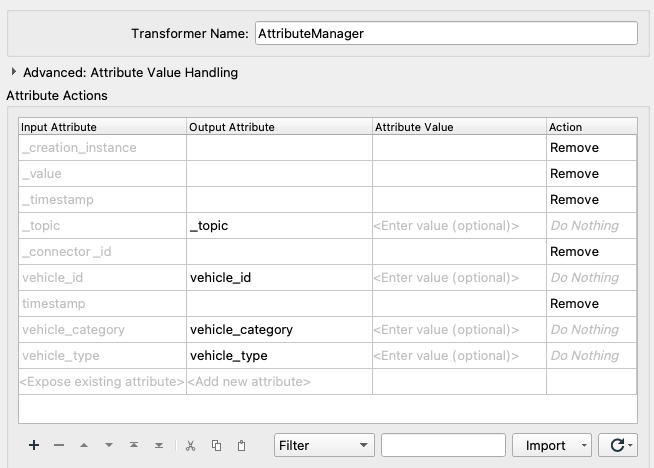 Transformer Name: AttributeManager
Advanced: Attribute Value Handling
Attribute Actions
Input Attribute Output Attribute Attribute Value Action
_creation_instance Remove
_value Remove
_timestamp Remove
_topic _topic <Enter value (optional)> Do Nothing
_connector_id Remove
vehicle_id vehicle_id <Enter value (optional)> Do Nothing
timestamp Remove
vehicle_category vehicle_category <Enter value (optional)> Do Nothing
vehicle_type vehicle_type <Enter value (optional)> Do Nothing
<Expose existing attribute> <Add new attribute>
Filter Import